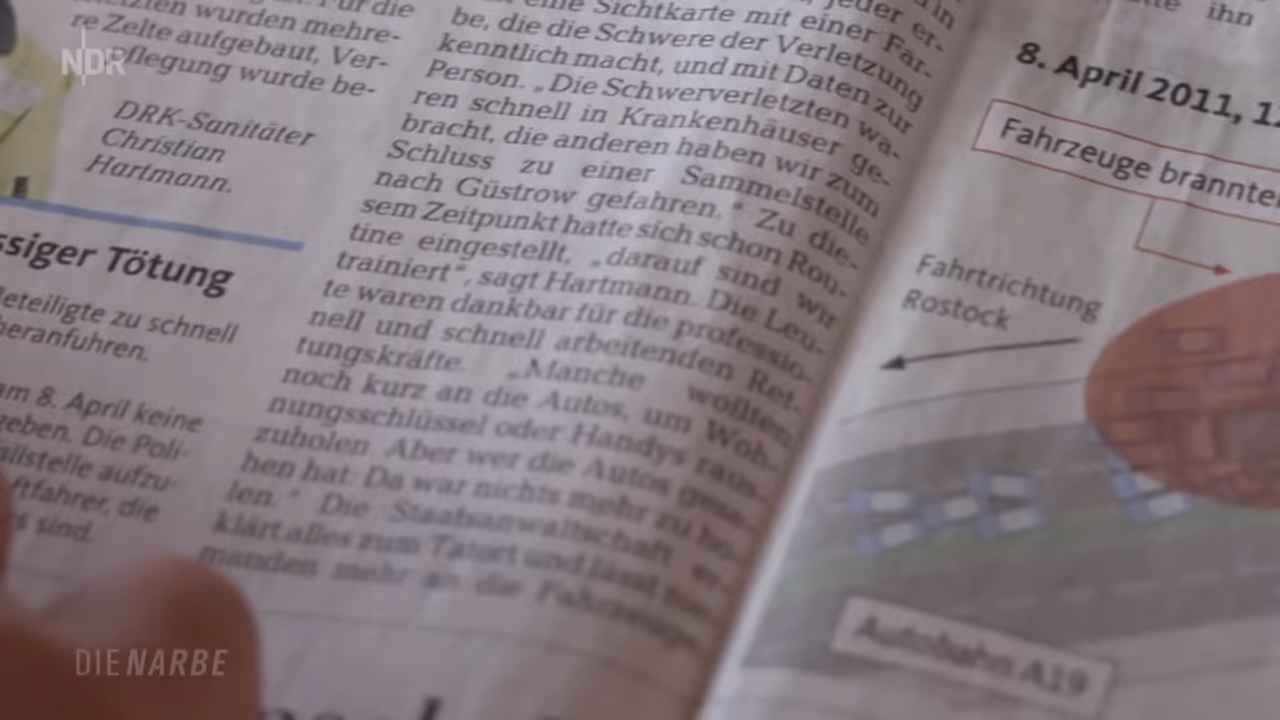 NDR
wurden mehre-
re Zelte aufgebaut, Ver-
pflegung wurde be-
DRK-Sanitäter
Christian
Hartmann.
ssiger Tötung
Beteiligte zu schnell
heranfuhren.
am 8. April keine
geben. Die Poli-
aufzu-
ftfahrer, die
s sind.
jeder er-
eine Sichtkarte mit einer Far-
be, die die Schwere der Verletzung
kenntlich macht, und mit Daten zur
Person. „Die Schwerverletzten wa-
ren schnell in Krankenhäuser ge-
bracht, die anderen haben wir zum
Schluss zu einer Sammelstelle
nach Güstrow gefahren.“ Zu die-
sem Zeitpunkt hatte sich schon Rou-
tine eingestellt, „darauf sind wir
trainiert“, sagt Hartmann. Die Leu-
te waren dankbar für die professio-
nell und schnell arbeitenden Ret-
tungskräfte. „Manche wollten
noch kurz an die Autos, um Woh-
nungsschlüssel oder Handys raus-
zuholen. Aber wer die Autos gese-
hen hat: Da war nichts mehr zu ho-
len.“ Die Staatsanwaltschaft er-
klärt alles zum Tatort und lässt nie-
manden mehr an die Fahrzeuge
ihn
8. April 2011, 1
Fahrzeuge brannte
Fahrtrichtung
Rostock
Autobahn A19
DIE NARBE